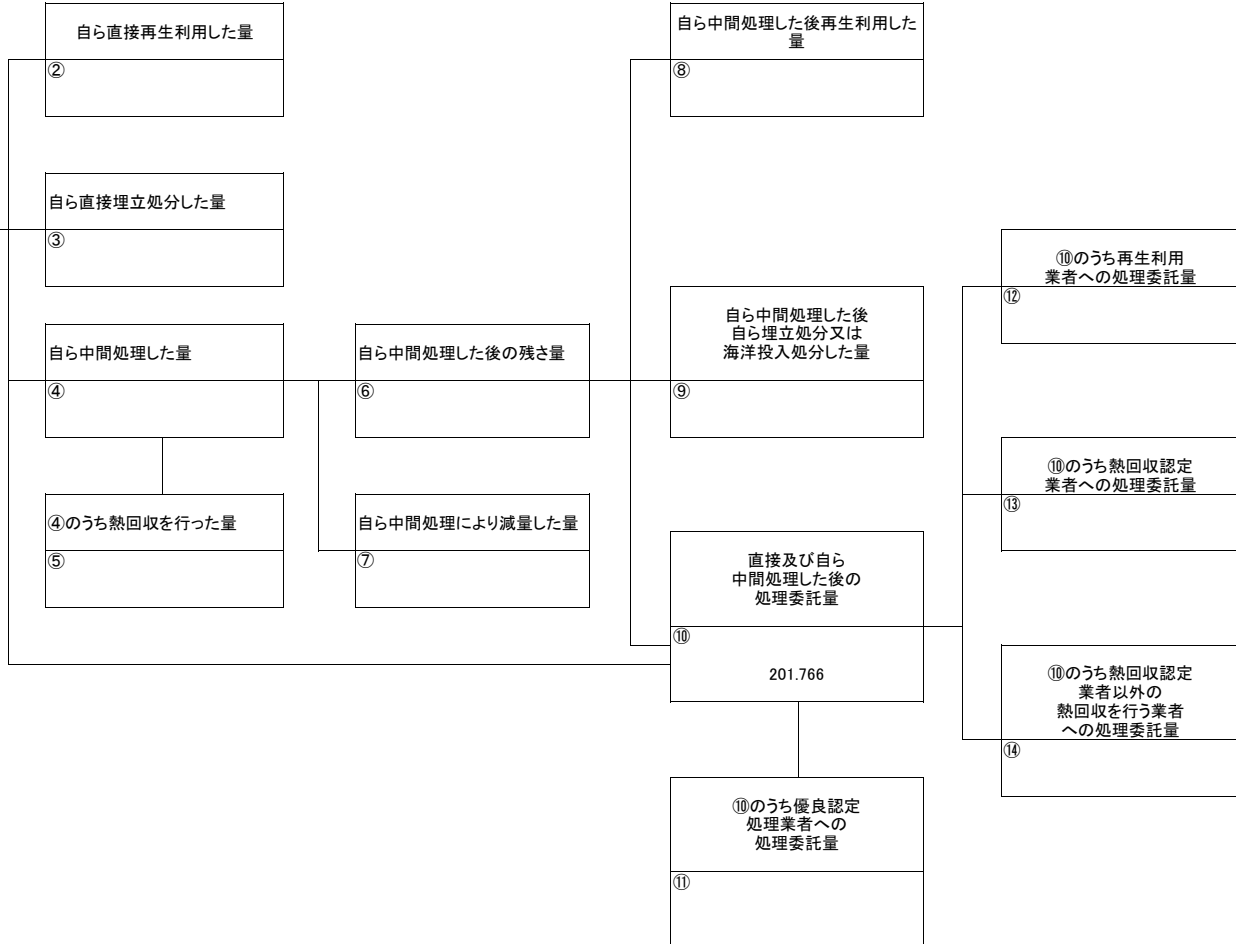 自ら直接再生利用した量
②
自ら中間処理した後再生利用した
量
⑧
自ら直接埋立処分した量
③
⑩のうち再生利用
業者への処理委託量
⑫
自ら中間処理した量
④
自ら中間処理した後の残さ量
⑥
自ら中間処理した後
自ら埋立処分又は
海洋投入処分した量
⑨
⑩のうち熱回収認定
業者への処理委託量
⑬
④のうち熱回収を行った量
⑤
自ら中間処理により減量した量
⑦
直接及び自ら
中間処理した後の
処理委託量
⑩
201.766
⑩のうち熱回収認定
業者以外の
熱回収を行う業者
への処理委託量
⑭
⑩のうち優良認定
処理業者への
処理委託量
⑪